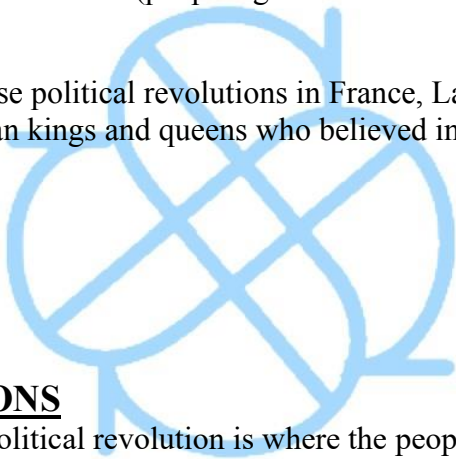 se political revolutions in France, La
an kings and queens who believed in
ONS
olitical revolution is where the peop